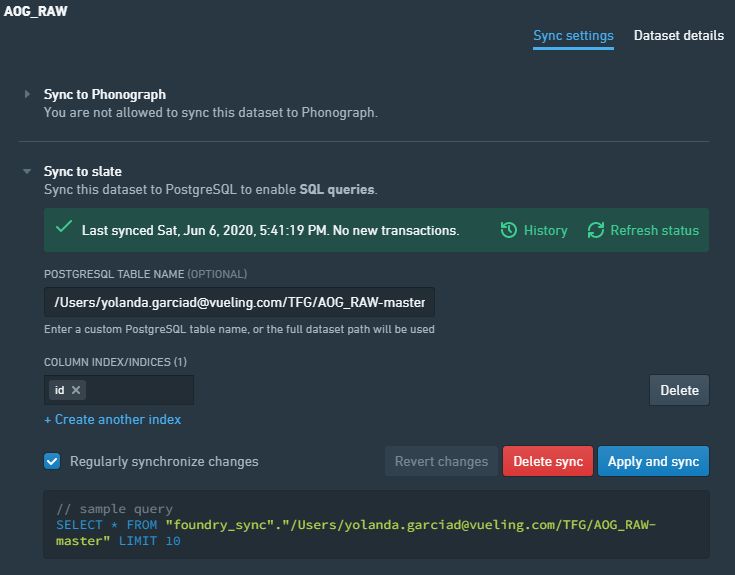 AOG_RAW
Sync settings
Dataset details
Sync to Phonograph
You are not allowed to sync this dataset to Phonograph.
Sync to slate
Sync this dataset to PostgreSQL to enable SQL queries.
Last synced Sat, Jun 6, 2020, 5:41:19 PM. No new transactions.
History
Refresh status
POSTGRESQL TABLE NAME (OPTIONAL)
/Users/yolanda.garciad@vueling.com/TFG/AOG_RAW-master
Enter a custom PostgreSQL table name, or the full dataset path will be used
COLUMN INDEX/INDICES (1)
id
Delete
+ Create another index
Regularly synchronize changes
Revert changes
Delete sync
Apply and sync
// sample query
SELECT * FROM "foundry_sync"."/Users/yolanda.garciad@vueling.com/TFG/AOG_RAW-
master" LIMIT 10